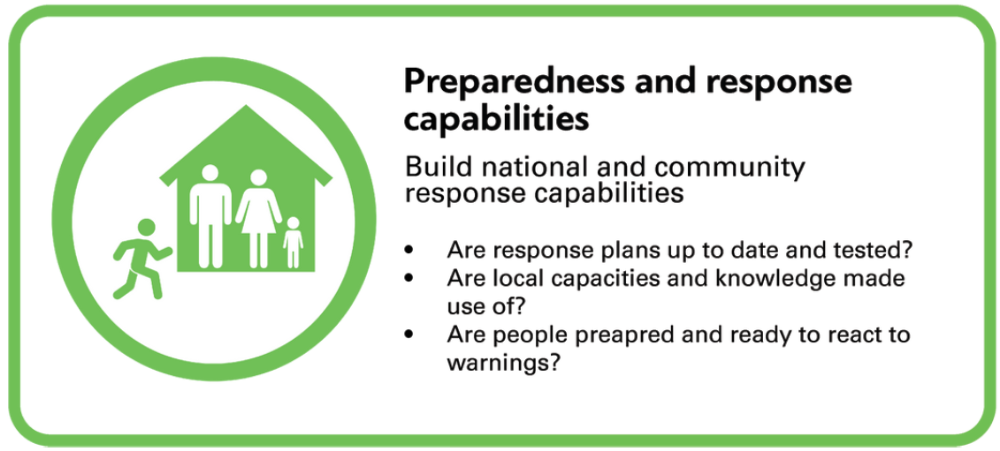 Preparedness and response
capabilities
Build national and community
response capabilities
• Are response plans up to date and tested?
• Are local capacities and knowledge made
use of?
• Are people preapred and ready to react to
warnings?